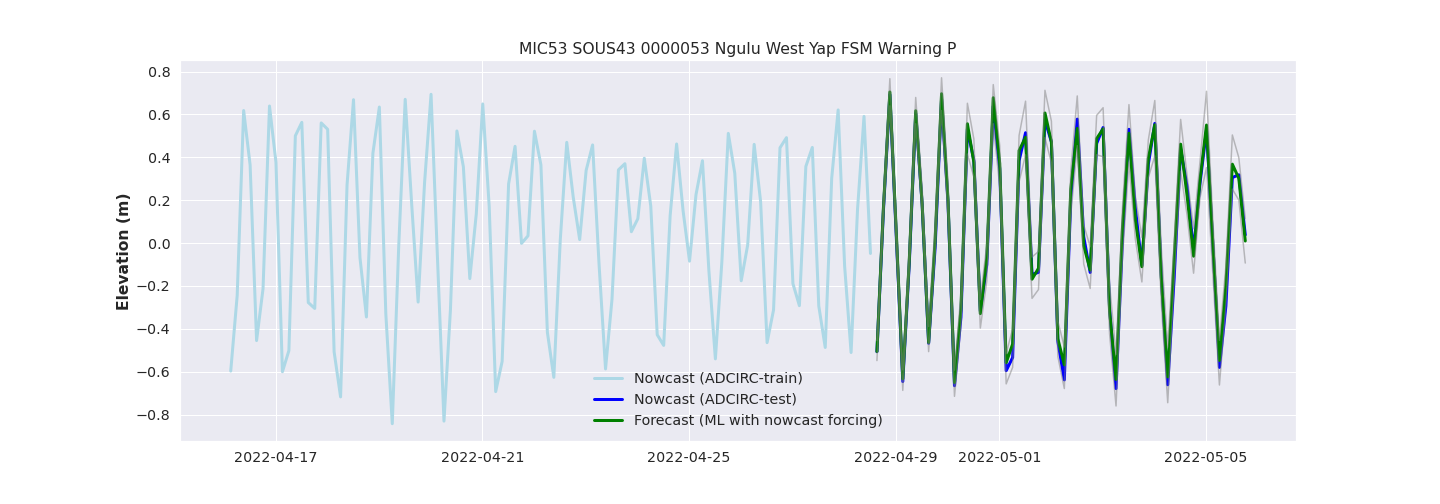 MIC53 SOUS43 0000053 Ngulu West Yap FSM Warning P
Elevation (m)
0.8
0.6
0.4
0.2
0.0
−0.2
−0.4
−0.6
−0.8
Nowcast (ADCIRC-train)
Nowcast (ADCIRC-test)
Forecast (ML with nowcast forcing)
2022-04-17 2022-04-21 2022-04-25 2022-04-29 2022-05-01 2022-05-05